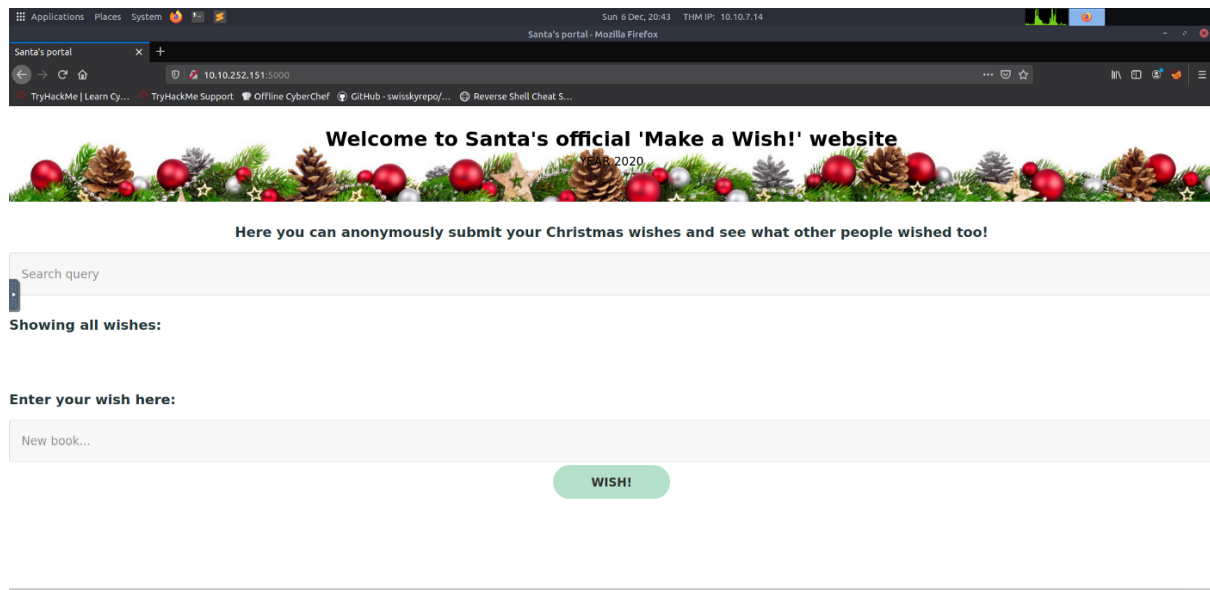 Applications Places System Sun 6 Dec, 20:43 THM IP: 10.10.7.14
Santa's portal - Mozilla Firefox
Santa's portal
10.10.252.151:5000
TryHackMe | Learn Cy... TryHackMe Support Offline CyberChef GitHub - swisskyrepo/... Reverse Shell Cheat S...
Welcome to Santa's official 'Make a Wish!' website
YEAR 2020
Here you can anonymously submit your Christmas wishes and see what other people wished too!
Search query
Showing all wishes:
Enter your wish here:
New book...
WISH!